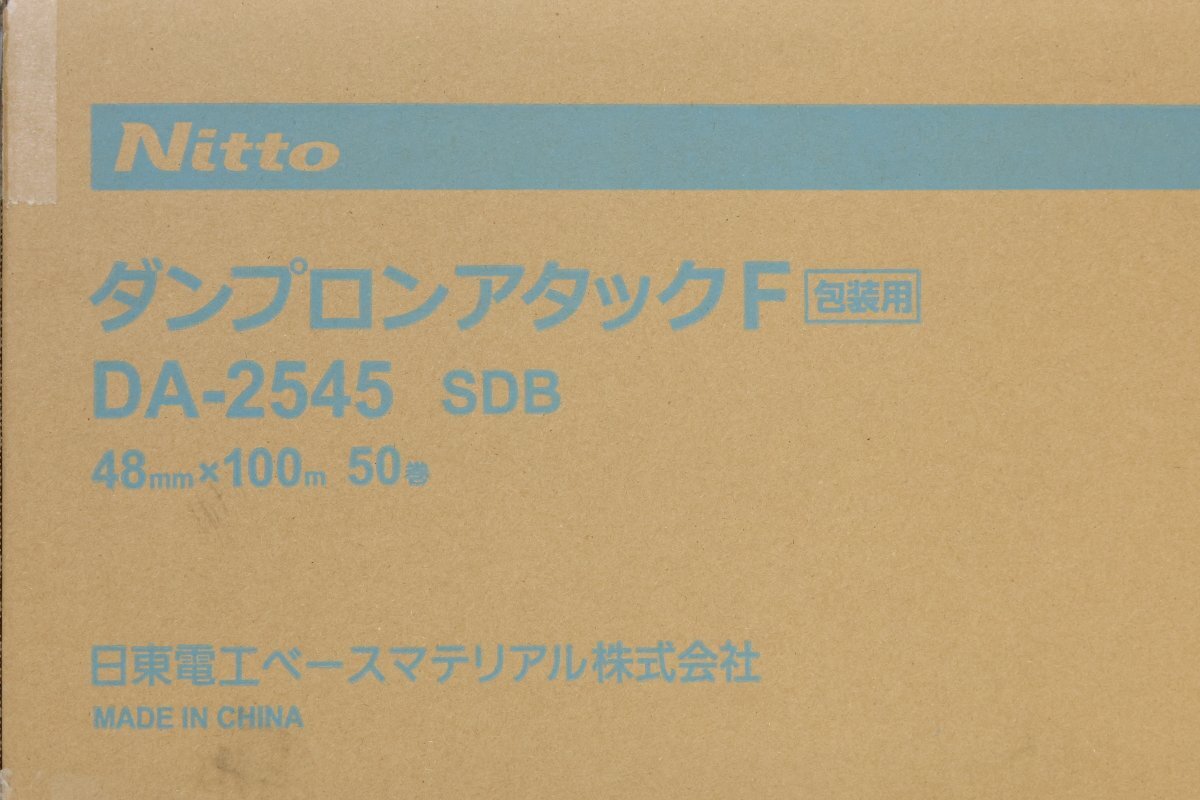 Nitto
ダンプロンアタックF 包装用
DA-2545 SDB
48mm×100m 50巻
日東電工ベースマテリアル株式会社
MADE IN CHINA